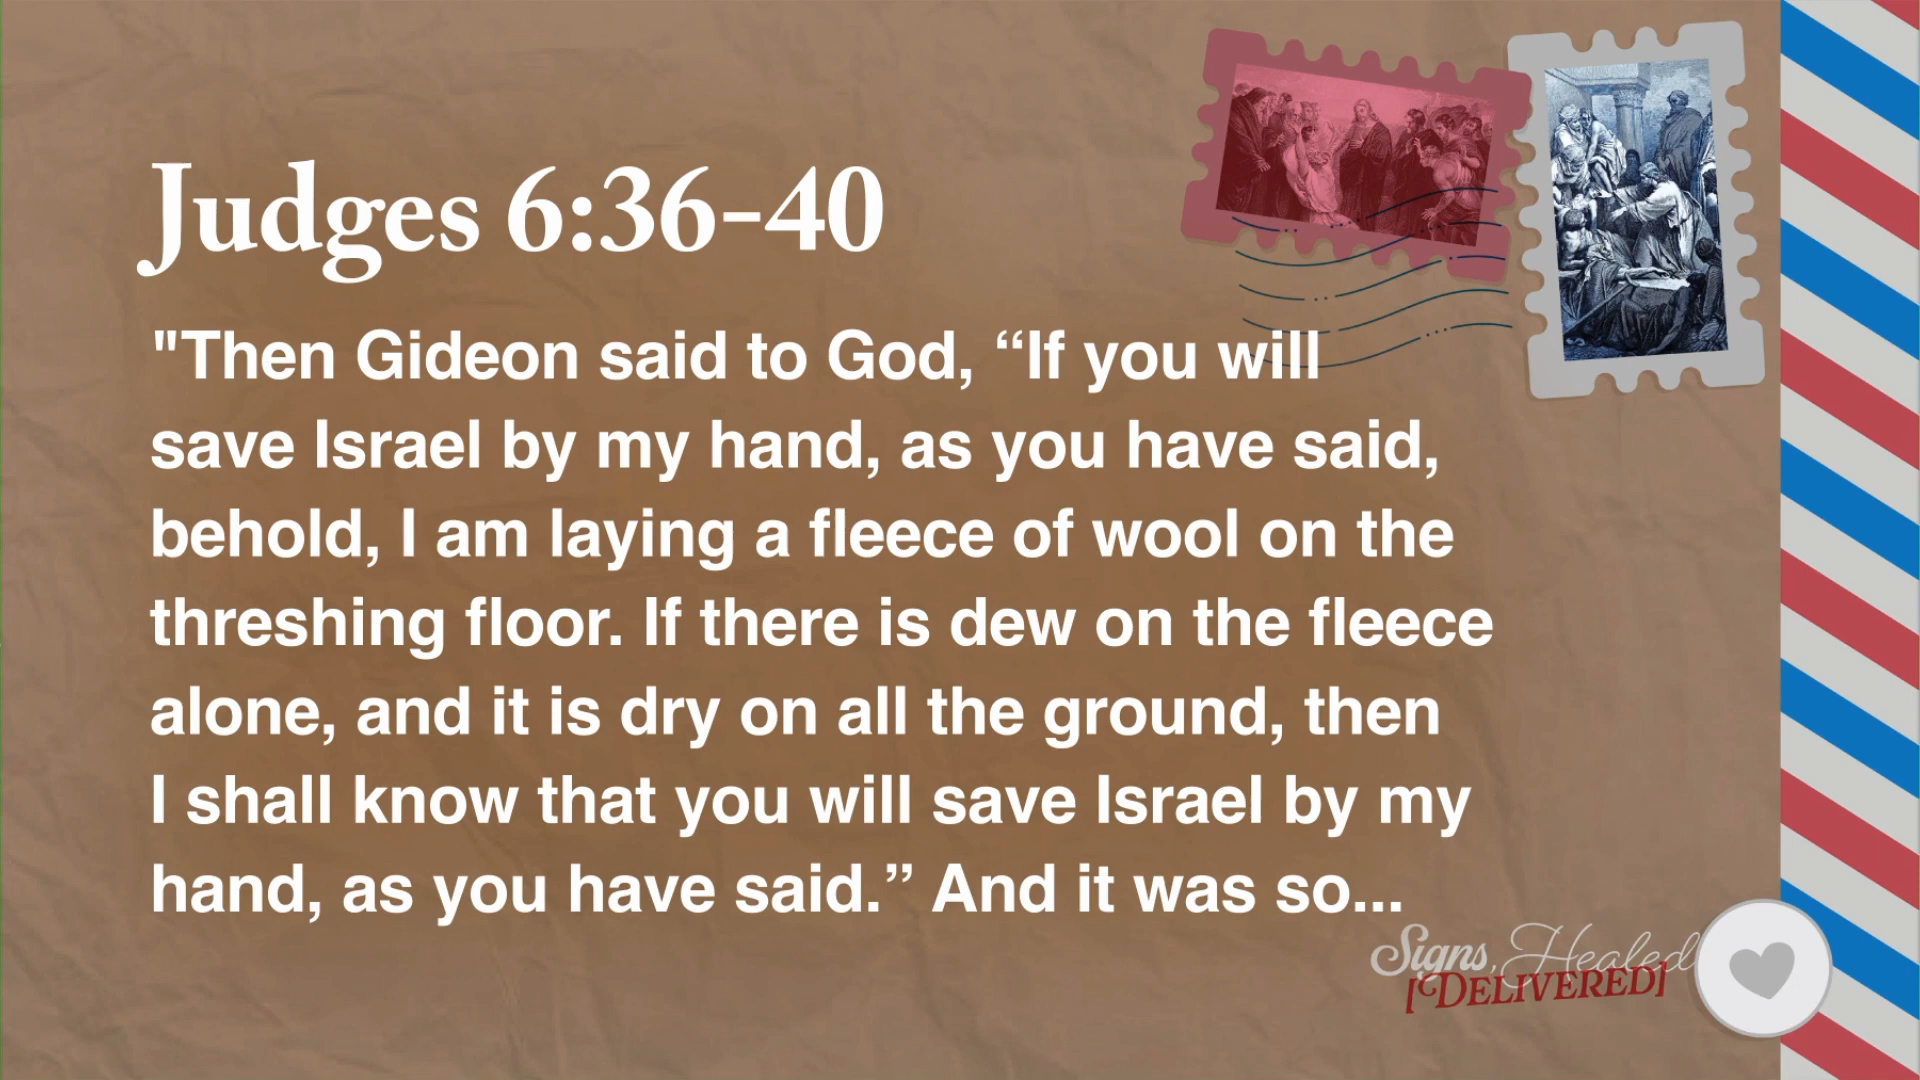 Judges 6:36-40
"Then Gideon said to God, “If you will
save Israel by my hand, as you have said,
behold, I am laying a fleece of wool on the
threshing floor. If there is dew on the fleece
alone, and it is dry on all the ground, then
I shall know that you will save Israel by my
hand, as you have said.” And it was so...
Signs, Healed
[DELIVERED]